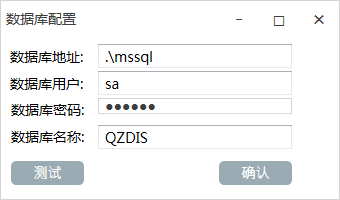 数据库配置
数据库地址: .\mssql
数据库用户: sa
数据库密码: ●●●●●●
数据库名称: QZDIS
测试 确认